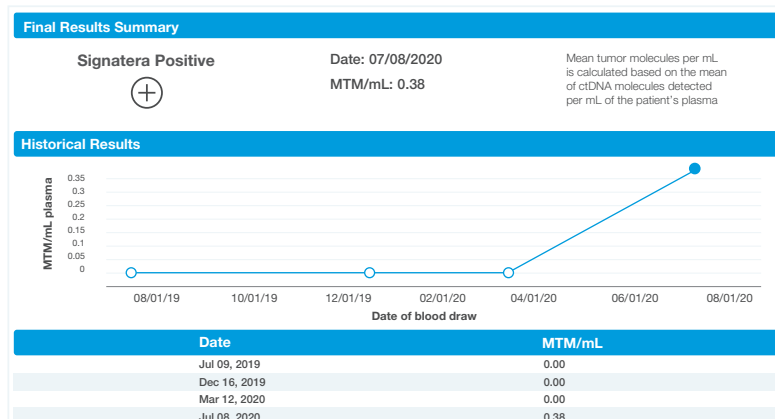 Final Results Summary
Signatera Positive
Date: 07/08/2020
MTM/mL: 0.38
Mean tumor molecules per mL
is calculated based on the mean
of ctDNA molecules detected
per mL of the patient's plasma
Historical Results
MTM/mL plasma
0.35
0.3
0.25
0.2
0.15
0.1
0.05
0
08/01/19 10/01/19 12/01/19 02/01/20 04/01/20 06/01/20 08/01/20
Date of blood draw
Date MTM/mL
Jul 09, 2019 0.00
Dec 16, 2019 0.00
Mar 12, 2020 0.00
Jul 08, 2020 0.38